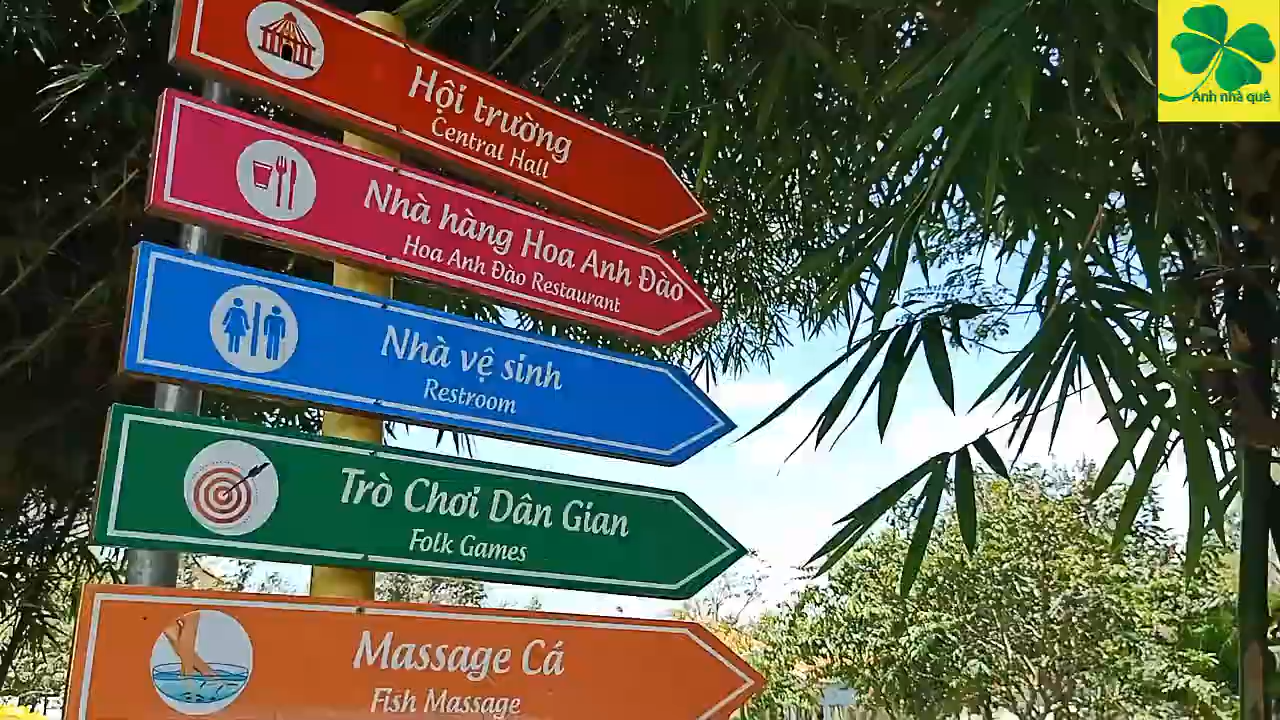 Anh nhà quê
Hội trường
Central Hall
Nhà hàng Hoa Anh Đào
Hoa Anh Đào Restaurant
Nhà vệ sinh
Restroom
Trò Chơi Dân Gian
Folk Games
Massage Cá
Fish Massage